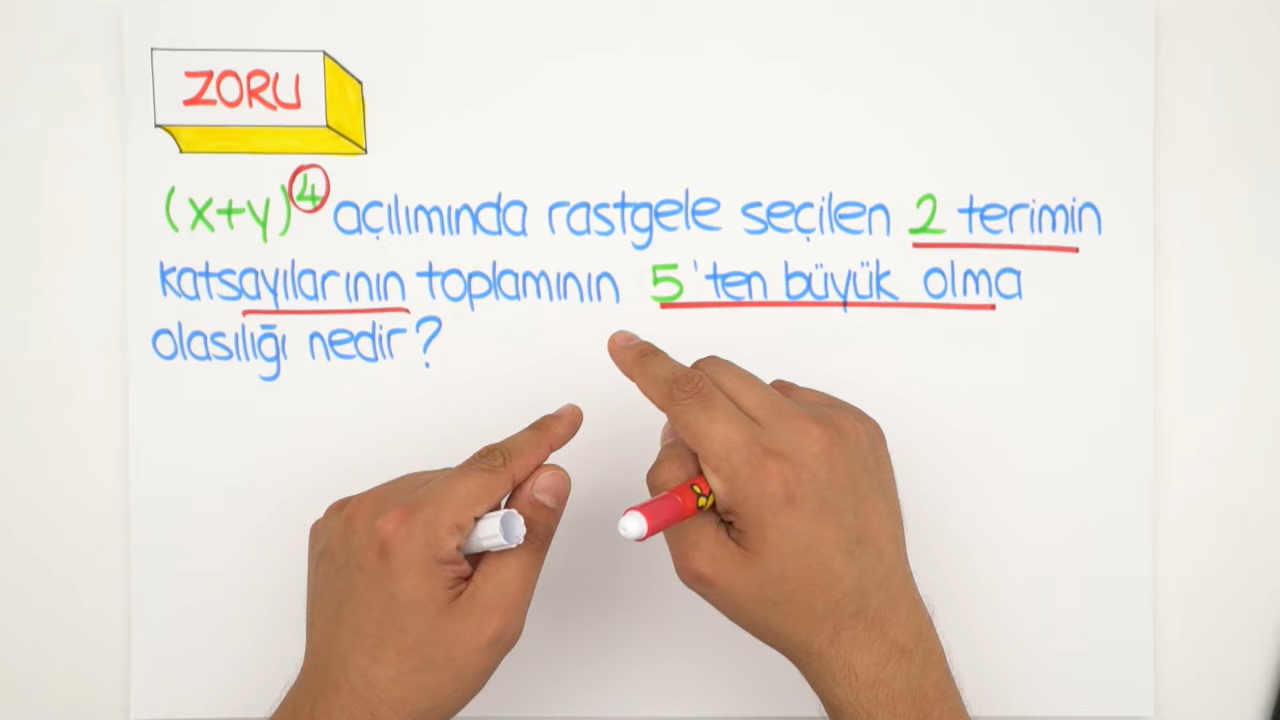 ZORU
(x+y)⁴ açılımında rastgele seçilen 2 terimin
katsayılarının toplamının 5'ten büyük olma
olasılığı nedir?